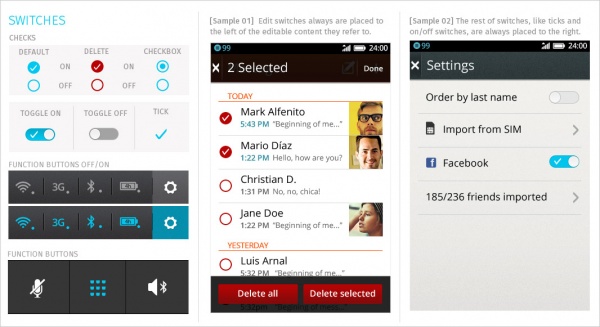 SWITCHES
CHECKS
DEFAULT
DELETE
CHECKBOX
ON
ON
ON
OFF
OFF
OFF
TOGGLE ON
TOGGLE OFF
TICK
FUNCTION BUTTONS OFF/ON
3G
3G
FUNCTION BUTTONS
[Sample 01] Edit switches always are placed to
the left of the editable content they refer to.
99
24:00
2 Selected
Done
TODAY
Mark Alfenito
5:43 PM "Beginning of me..."
Mario Díaz
1:22 PM Hello, how are you?
Christian D.
1:31 PM No, no, chica!
Jane Doe
1:22 PM "Beginning of me..."
YESTERDAY
Luis Arnal
5:32 PM "Beginning of me..."
Delete all
Delete selected
[Sample 02] The rest of switches, like ticks and
on/off switches, are always placed to the right.
99
24:00
Settings
Order by last name
Import from SIM
Facebook
185/236 friends imported